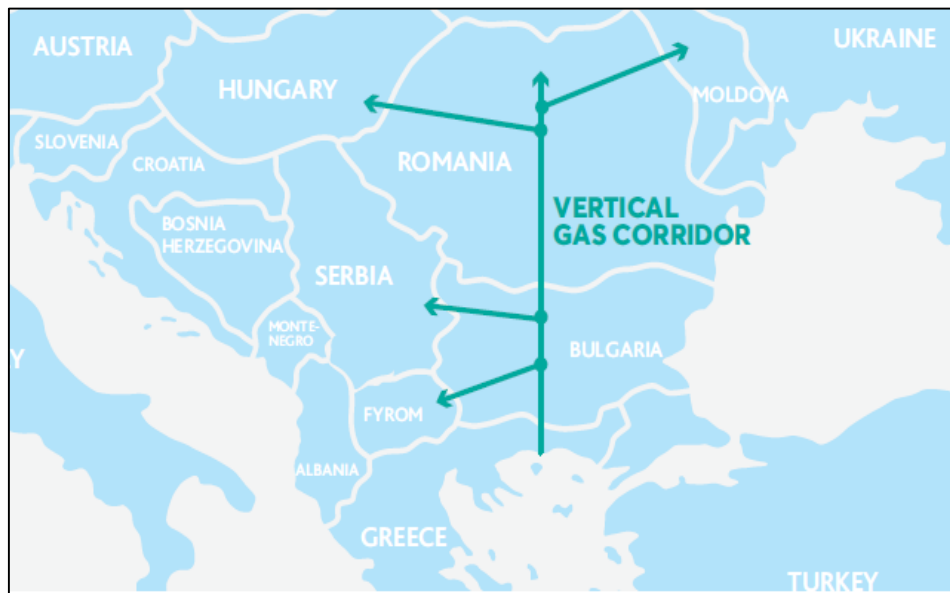 AUSTRIA
UKRAINE
HUNGARY
MOLDOVA
SLOVENIA
CROATIA
ROMANIA
VERTICAL
GAS CORRIDOR
BOSNIA
HERZEGOVINA
SERBIA
MONTE-
NEGRO
BULGARIA
Y
FYROM
ALBANIA
GREECE
TURKEY